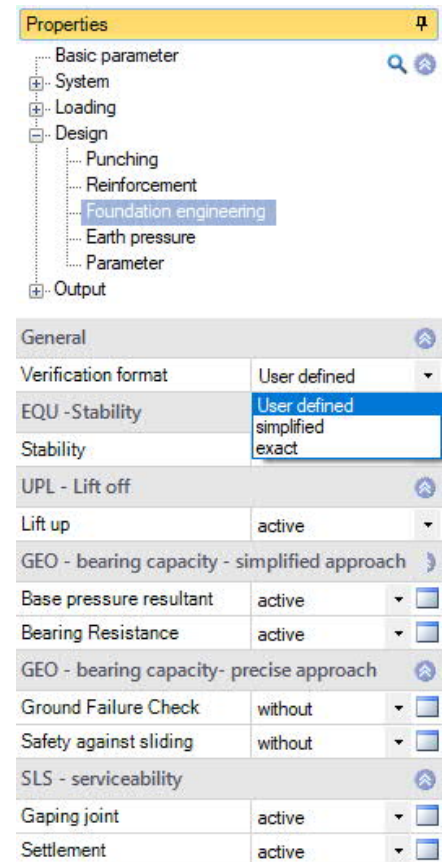 Properties
Basic parameter
System
Loading
Design
Punching
Reinforcement
Foundation engineering
Earth pressure
Parameter
Output
General
Verification format User defined
EQU -Stability User defined
simplified
Stability exact
UPL - Lift off
Lift up active
GEO - bearing capacity - simplified approach
Base pressure resultant active
Bearing Resistance active
GEO - bearing capacity- precise approach
Ground Failure Check without
Safety against sliding without
SLS - serviceability
Gaping joint active
Settlement active